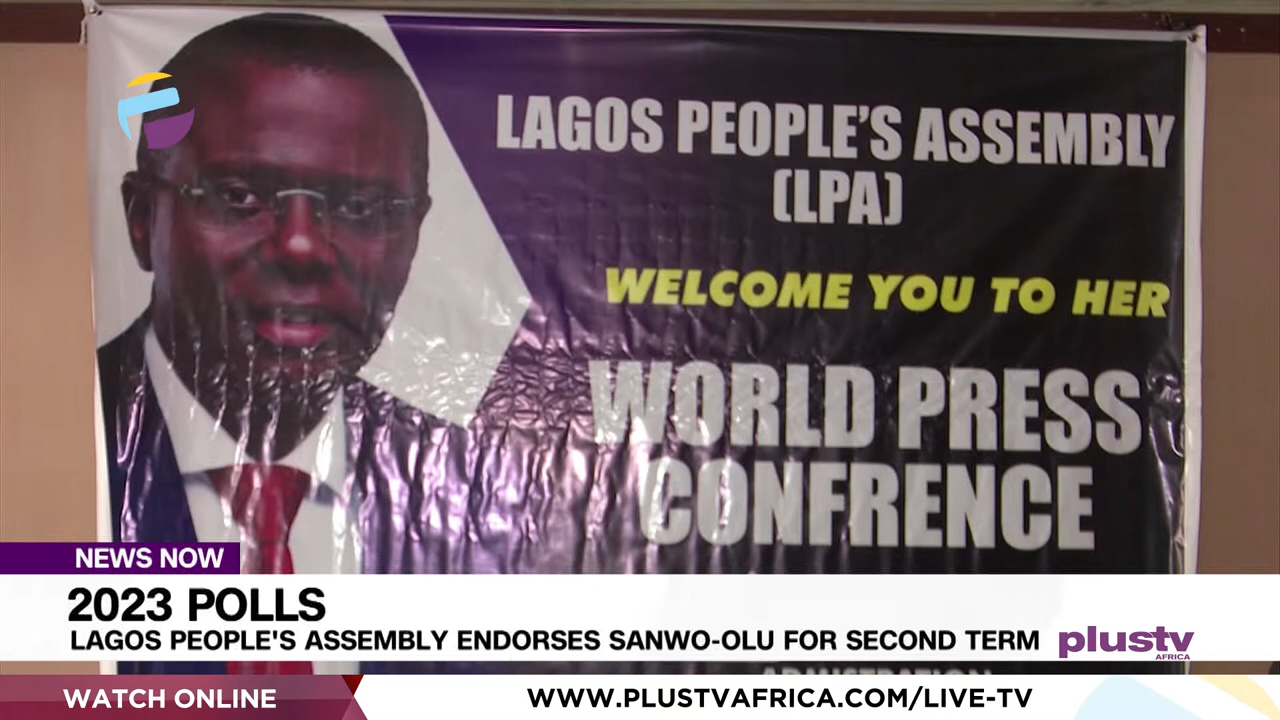 LAGOS PEOPLE'S ASSEMBLY
(LPA)
WELCOME YOU TO HER
WORLD PRESS
CONFRENCE
NEWS NOW
2023 POLLS
LAGOS PEOPLE'S ASSEMBLY ENDORSES SANWO-OLU FOR SECOND TERM
plustv
AFRICA
WATCH ONLINE
WWW.PLUSTVAFRICA.COM/LIVE-TV